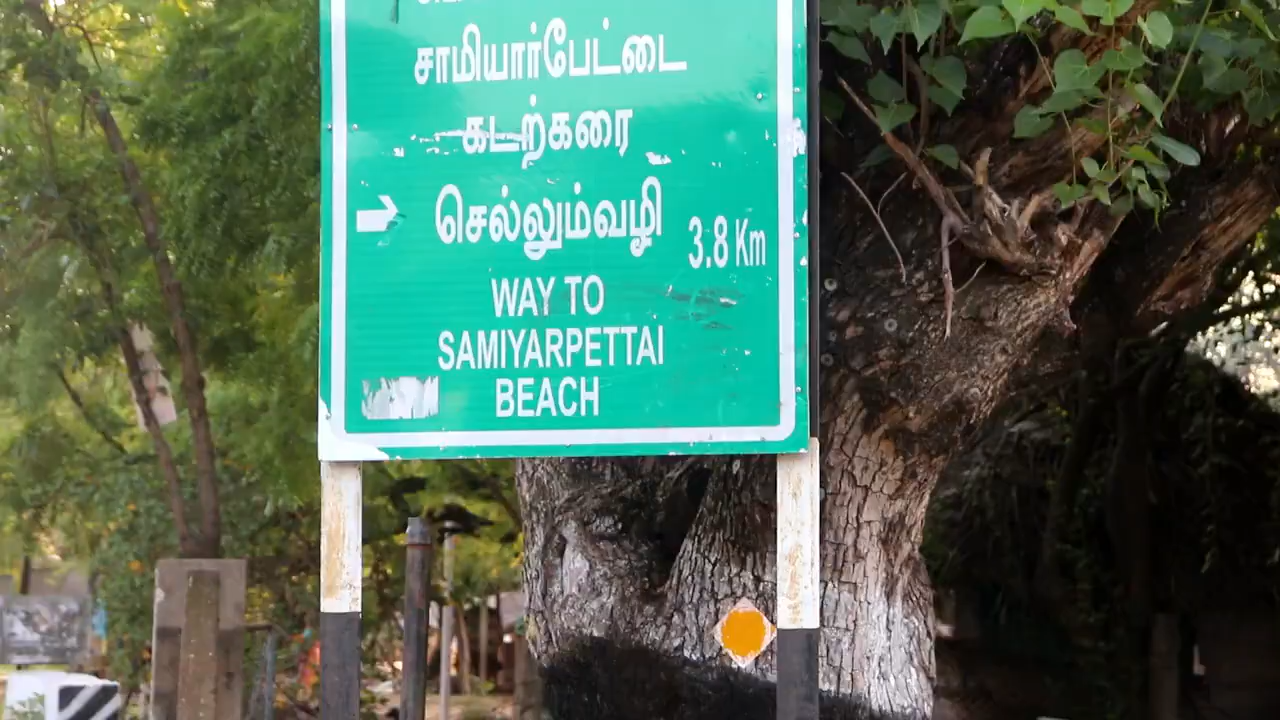 சாமியார்பேட்டை
கடற்கரை
செல்லும்வழி
3.8 Km
WAY TO
SAMIYARPETTAI
BEACH